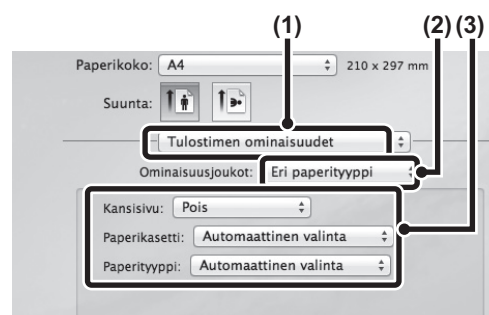 (1) (2) (3)
Paperikoko: A4 210 x 297 mm
Suunta:
Tulostimen ominaisuudet
Ominaisuusjoukot: Eri paperityyppi
Kansisivu: Pois
Paperikasetti: Automaattinen valinta
Paperityyppi: Automaattinen valinta